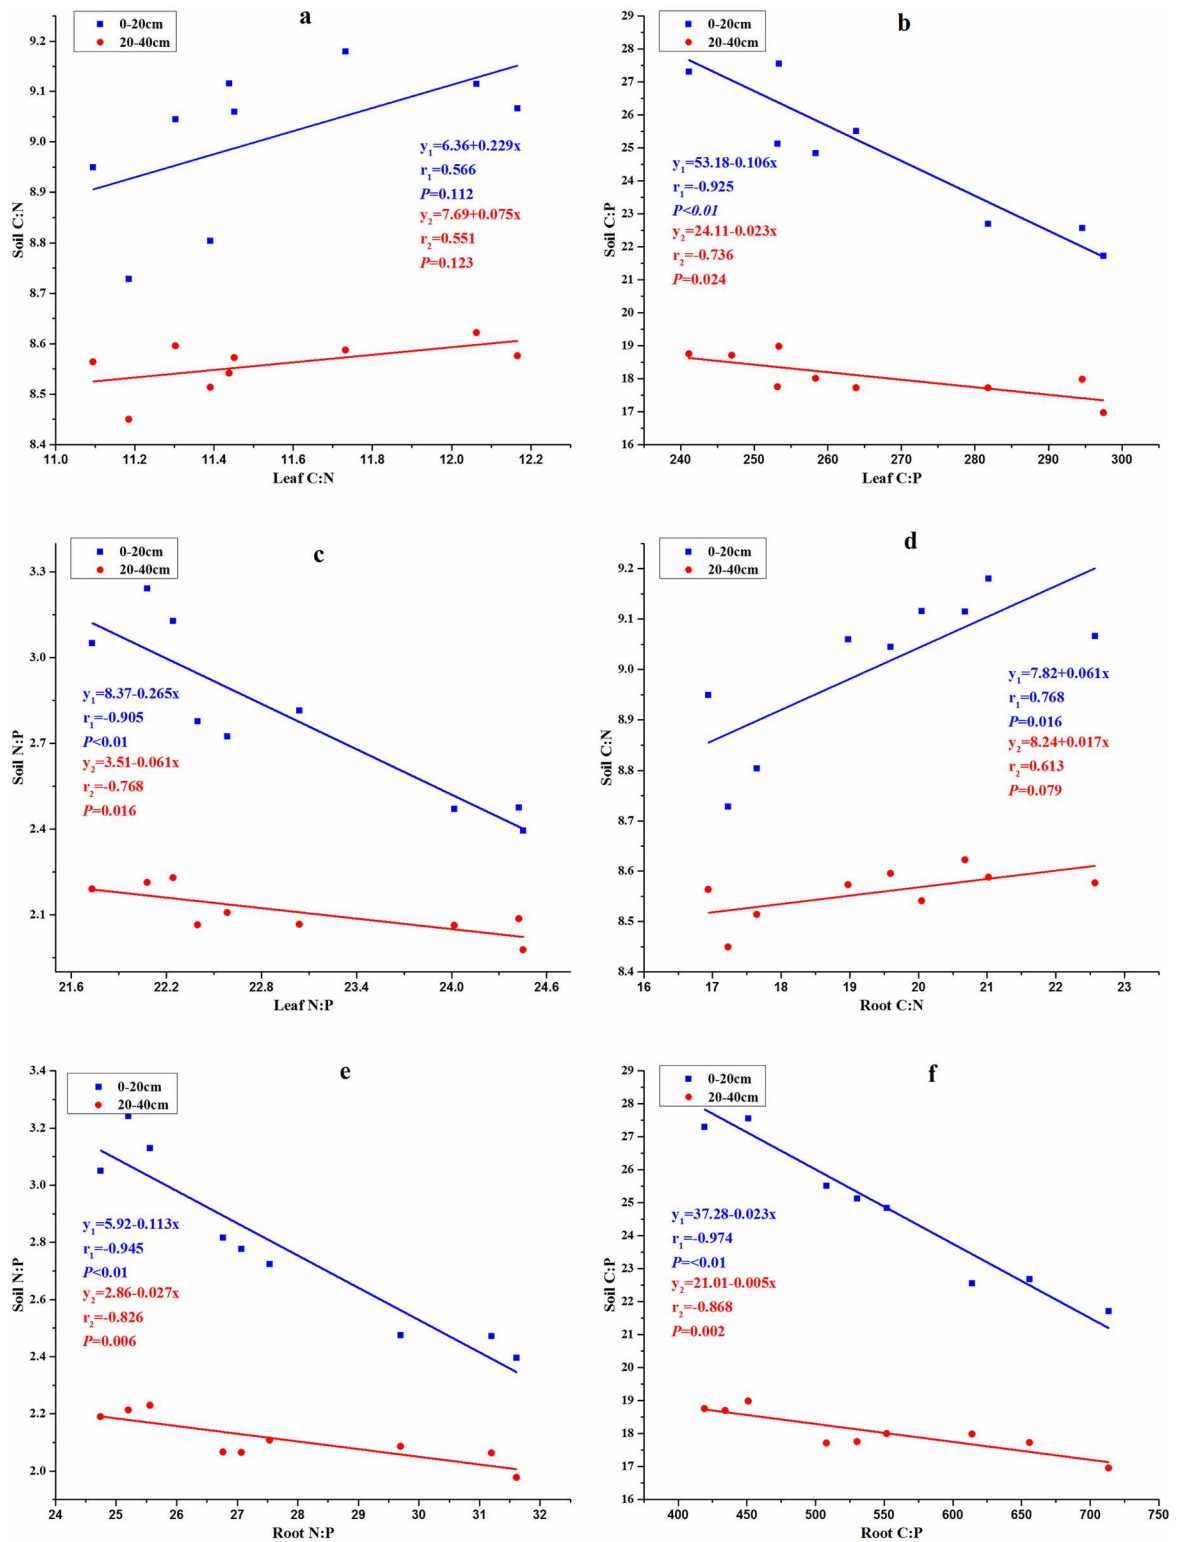 a
0-20cm
20-40cm
9.2
9.1
9.0
8.9
8.8
8.7
8.6
8.5
8.4
Soil C:N
y1=6.36+0.229x
r1=0.566
P=0.112
y2=7.69+0.075x
r2=0.551
P=0.123
11.0 11.2 11.4 11.6 11.8 12.0 12.2
Leaf C:N
b
0-20cm
20-40cm
29
28
27
26
25
24
23
22
21
20
19
18
17
16
Soil C:P
y1=53.18-0.106x
r1=-0.925
P<0.01
y2=24.11-0.023x
r2=-0.736
P=0.024
240 250 260 270 280 290 300
Leaf C:P
c
0-20cm
20-40cm
3.3
3.0
2.7
2.4
2.1
Soil N:P
y1=8.37-0.265x
r1=-0.905
P<0.01
y2=3.51-0.061x
r2=-0.768
P=0.016
21.6 22.2 22.8 23.4 24.0 24.6
Leaf N:P
d
0-20cm
20-40cm
9.2
9.1
9.0
8.9
8.8
8.7
8.6
8.5
8.4
Soil C:N
y1=7.82+0.061x
r1=0.768
P=0.016
y2=8.24+0.017x
r2=0.613
P=0.079
16 17 18 19 20 21 22 23
Root C:N
e
0-20cm
20-40cm
3.4
3.2
3.0
2.8
2.6
2.4
2.2
2.0
Soil N:P
y1=5.92-0.113x
r1=-0.945
P<0.01
y2=2.86-0.027x
r2=-0.826
P=0.006
24 25 26 27 28 29 30 31 32
Root N:P
f
0-20cm
20-40cm
29
28
27
26
25
24
23
22
21
20
19
18
17
16
Soil C:P
y1=37.28-0.023x
r1=-0.974
P=<0.01
y2=21.01-0.005x
r2=-0.868
P=0.002
400 450 500 550 600 650 700 750
Root C:P